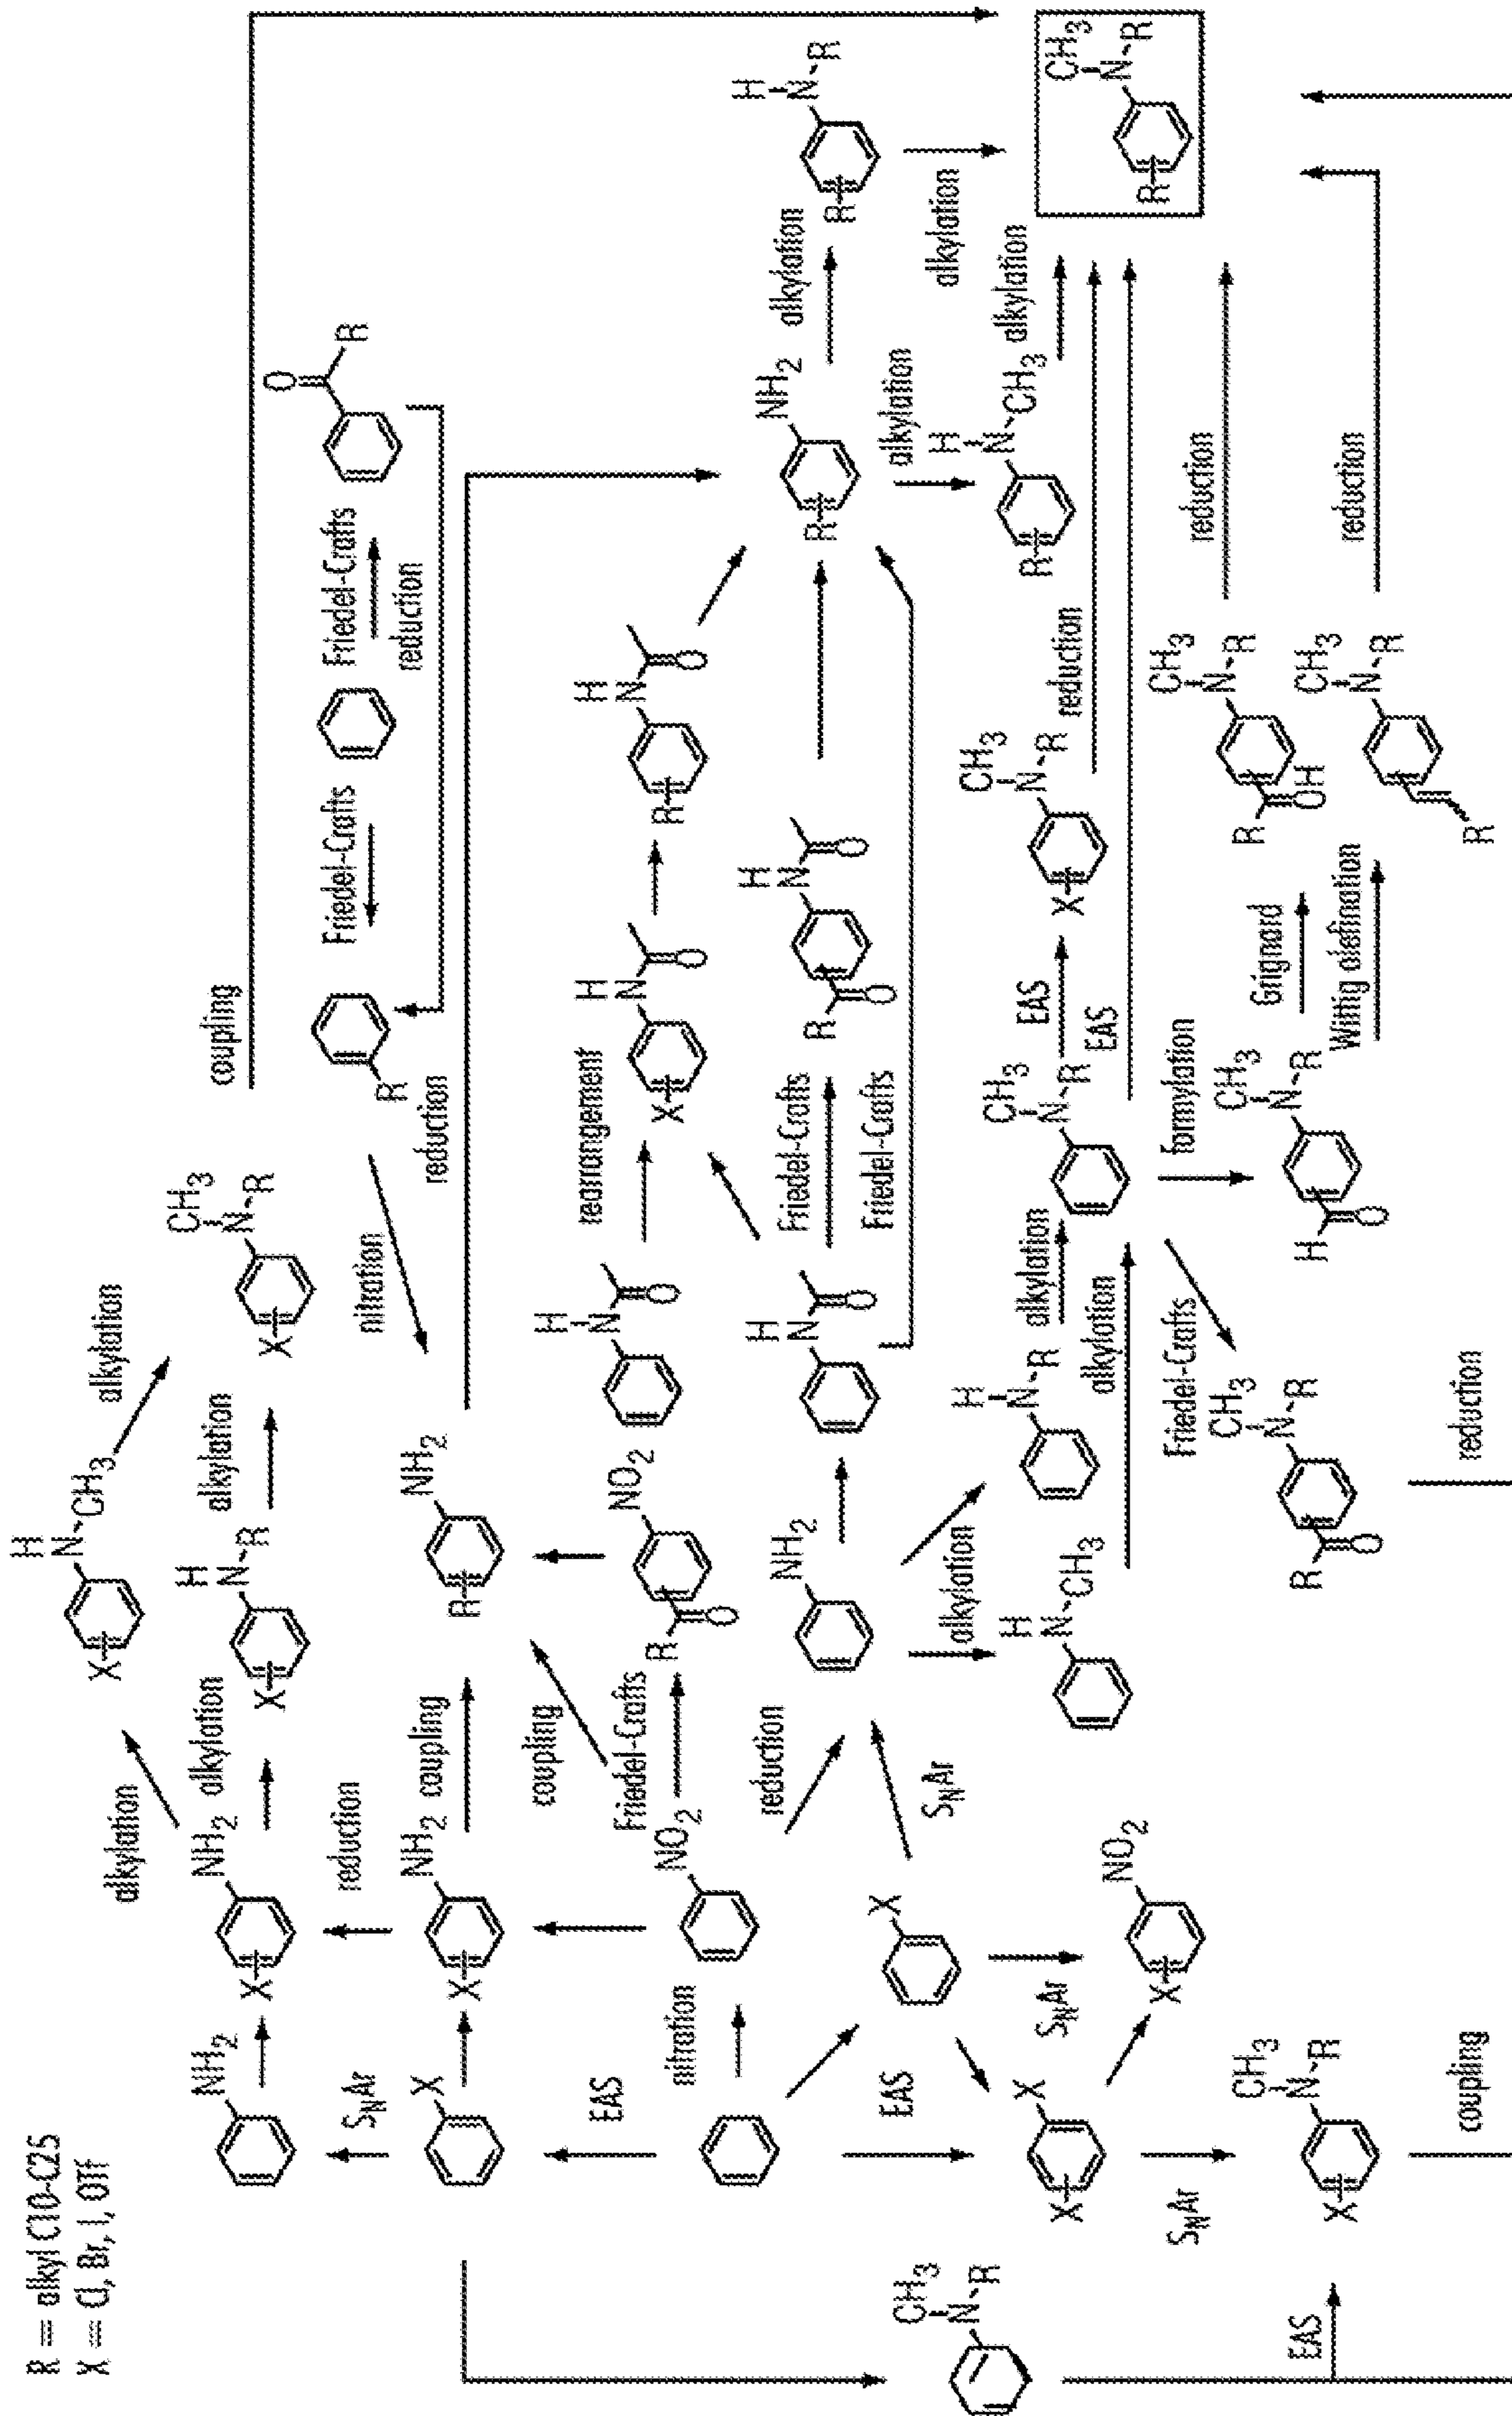 R = alkyl C10-C25
X = Cl, Br, I, OTf
NH2
SNAr
X
EAS
nitration
EAS
X
X
SNAr
CH3
N
R
X
coupling
CH3
N
R
EAS
alkylation
NH2
X
reduction
NH2
X
NO2
X
SNAr
NO2
X
H
N
CH3
X
alkylation
H
N
R
X
coupling
coupling
Friedel-Crafts
reduction
SNAr
alkylation
alkylation
CH3
N
R
X
NH2
R
NO2
R
O
NH2
alkylation
H
N
CH3
coupling
nitration
R
reduction
H
N
O
rearrangement
H
N
O
Friedel-Crafts
Friedel-Crafts
H
N
R
alkylation
alkylation
Friedel-Crafts
CH3
N
R
R
O
reduction
Friedel-Crafts
Friedel-Crafts
reduction
O
R
H
N
O
X
H
N
O
R
H
N
O
R
O
CH3
N
R
EAS
EAS
formylation
CH3
N
R
H
O
Grignard
Wittig olefination
CH3
N
R
X
reduction
CH3
N
R
R
OH
CH3
N
R
R
reduction
reduction
NH2
R
alkylation
alkylation
H
N
CH3
R
alkylation
H
N
R
R
alkylation
CH3
N
R
R